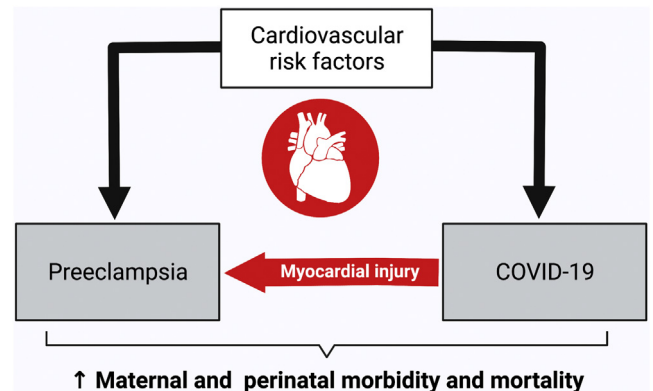 Cardiovascular
risk factors
Preeclampsia
Myocardial injury
COVID-19
↑ Maternal and perinatal morbidity and mortality